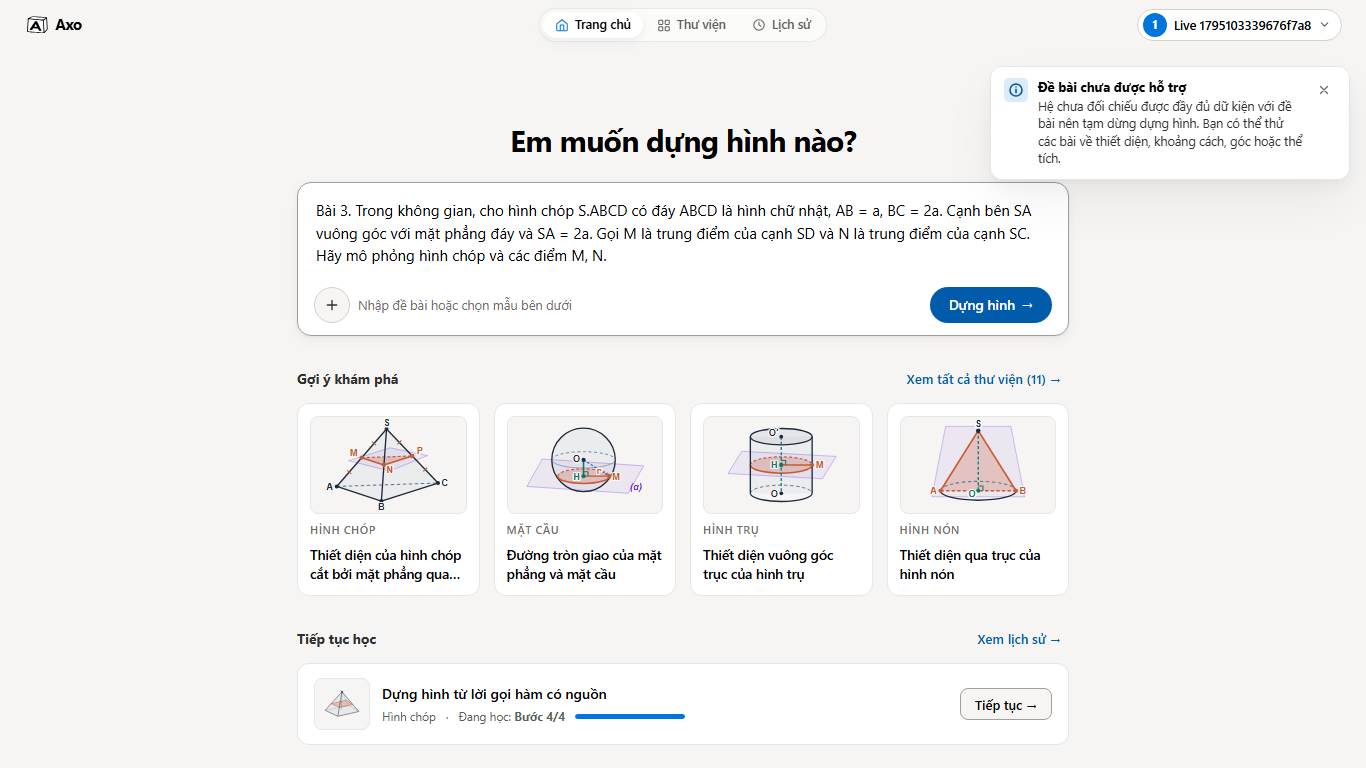 Axo
Trang chủ
Thư viện
Lịch sử
1
Live 1795103339676f7a8
Đề bài chưa được hỗ trợ
Hệ chưa đối chiếu được đầy đủ dữ kiện với đề
bài nên tạm dừng dựng hình. Bạn có thể thử
các bài về thiết diện, khoảng cách, góc hoặc thể
tích.
Em muốn dựng hình nào?
Bài 3. Trong không gian, cho hình chóp S.ABCD có đáy ABCD là hình chữ nhật, AB = a, BC = 2a. Cạnh bên SA
vuông góc với mặt phẳng đáy và SA = 2a. Gọi M là trung điểm của cạnh SD và N là trung điểm của cạnh SC.
Hãy mô phỏng hình chóp và các điểm M, N.
Nhập đề bài hoặc chọn mẫu bên dưới
Dựng hình →
Gợi ý khám phá
Xem tất cả thư viện (11) →
S
M
P
N
A
C
B
HÌNH CHÓP
Thiết diện của hình chóp
cắt bởi mặt phẳng qua...
O
r
H
M
(α)
MẶT CẦU
Đường tròn giao của mặt
phẳng và mặt cầu
O'
H
M
O
HÌNH TRỤ
Thiết diện vuông góc
trục của hình trụ
S
A
O
B
HÌNH NÓN
Thiết diện qua trục của
hình nón
Tiếp tục học
Xem lịch sử →
Dựng hình từ lời gọi hàm có nguồn
Hình chóp · Đang học: Bước 4/4
Tiếp tục →